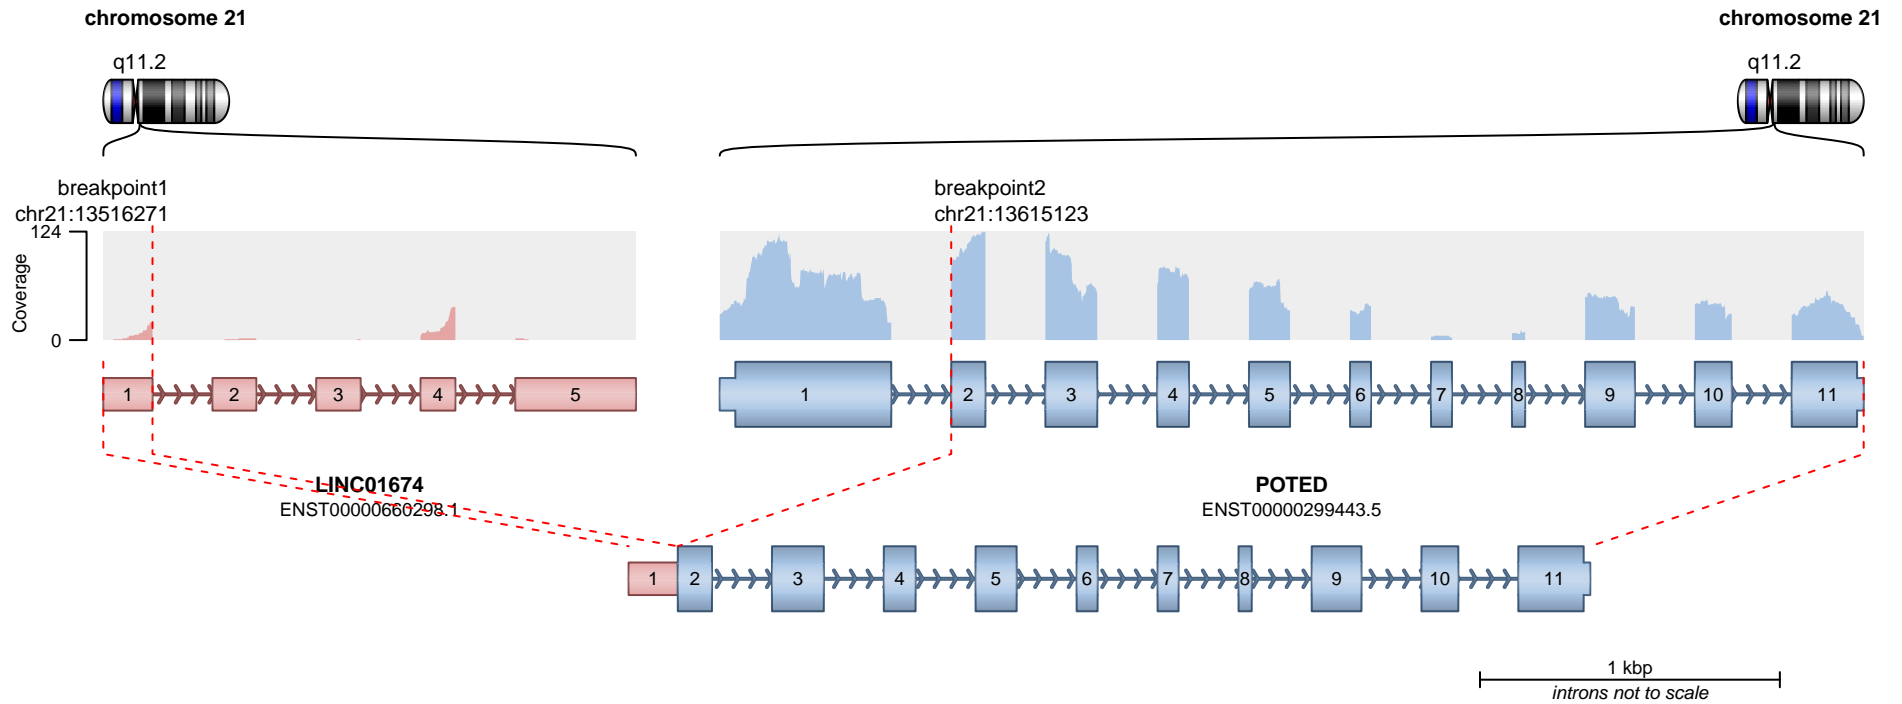 chromosome 21
chromosome 21
q11.2
q11.2
breakpoint1
chr21:13516271
breakpoint2
chr21:13615123
124
Coverage
0
1 2 3 4 5
1 2 3 4 5 6 7 8 9 10 11
LINC01674
ENST00000660298.1
POTED
ENST00000299443.5
1 2 3 4 5 6 7 8 9 10 11
1 kbp
introns not to scale